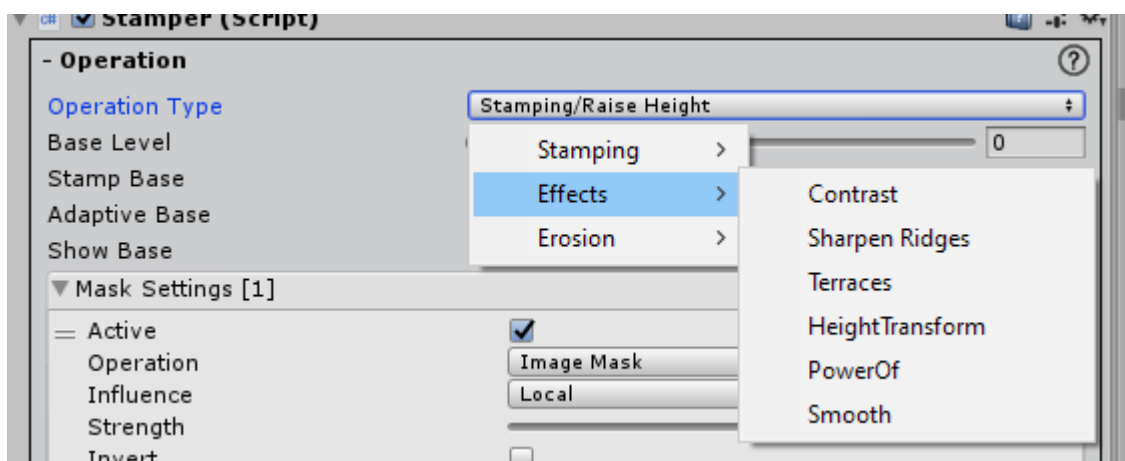 Stamper (Script)
- Operation
Operation Type
Stamping/Raise Height
Base Level
0
Stamp Base
Adaptive Base
Show Base
Stamping >
Effects >
Erosion >
Contrast
Sharpen Ridges
Terraces
HeightTransform
PowerOf
Smooth
Mask Settings [1]
Active
Operation
Image Mask
Influence
Local
Strength
Invert